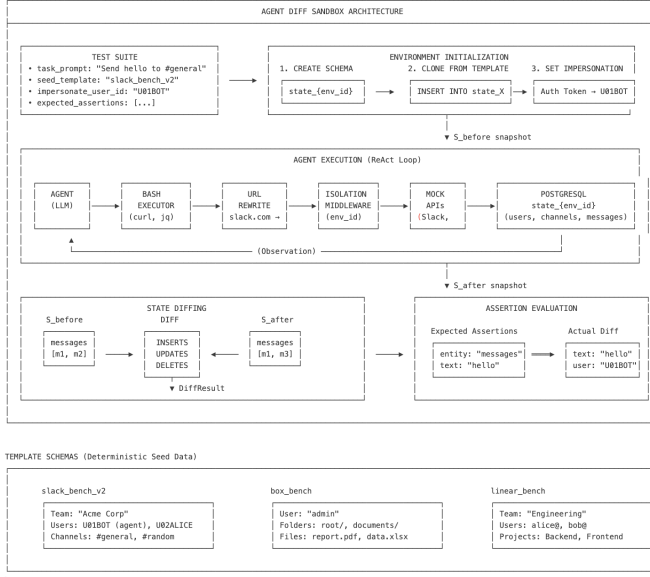 AGENT DIFF SANDBOX ARCHITECTURE
TEST SUITE
• task_prompt: "Send hello to #general"
• seed_template: "slack_bench_v2"
• impersonate_user_id: "U01BOT"
• expected_assertions: [...]
ENVIRONMENT INITIALIZATION
1. CREATE SCHEMA 2. CLONE FROM TEMPLATE 3. SET IMPERSONATION
state_{env_id} → INSERT INTO state_X → Auth Token → U01BOT
▼ S_before snapshot
AGENT EXECUTION (ReAct Loop)
AGENT
(LLM)
BASH
EXECUTOR
(curl, jq)
URL
REWRITE
slack.com →
ISOLATION
MIDDLEWARE
(env_id)
MOCK
APIs
(Slack,
POSTGRESQL
state_{env_id}
(users, channels, messages)
(Observation)
▼ S_after snapshot
STATE DIFFING
S_before DIFF S_after
messages
[m1, m2]
INSERTS
UPDATES
DELETES
messages
[m1, m3]
▼ DiffResult
ASSERTION EVALUATION
Expected Assertions Actual Diff
entity: "messages"
text: "hello"
text: "hello"
user: "U01BOT"
TEMPLATE SCHEMAS (Deterministic Seed Data)
slack_bench_v2
Team: "Acme Corp"
Users: U01BOT (agent), U02ALICE
Channels: #general, #random
box_bench
User: "admin"
Folders: root/, documents/
Files: report.pdf, data.xlsx
linear_bench
Team: "Engineering"
Users: alice@, bob@
Projects: Backend, Frontend